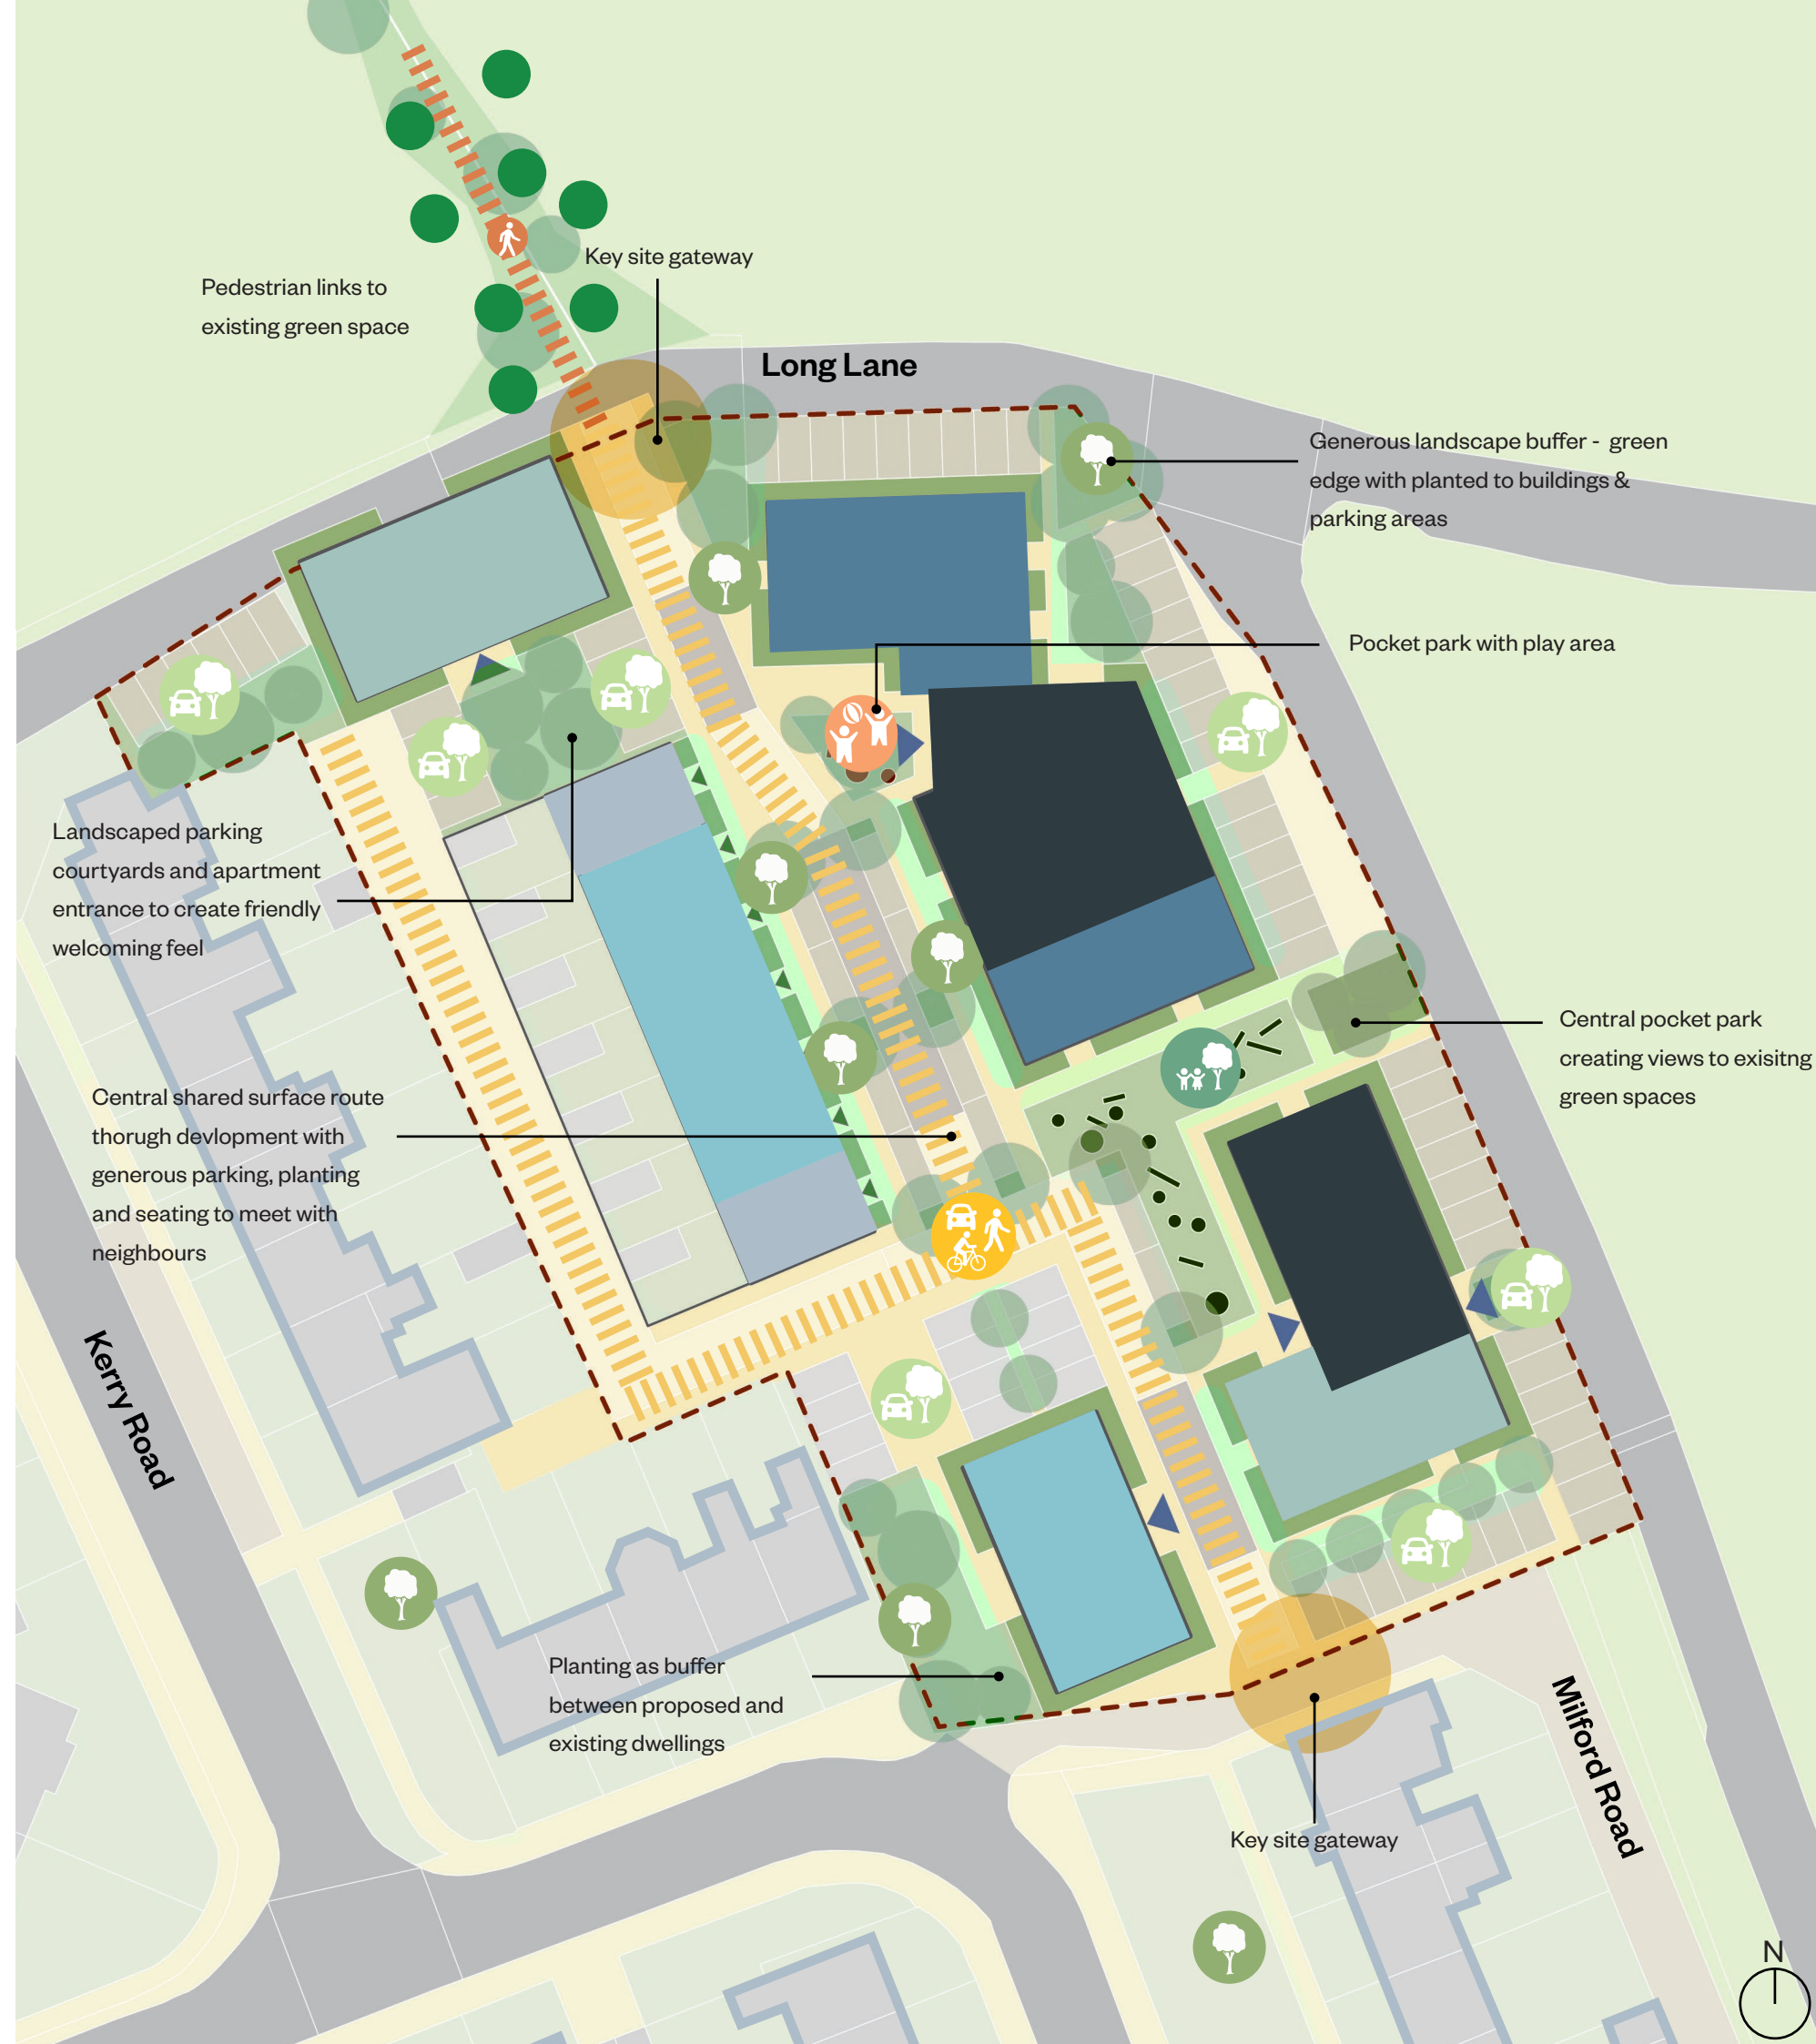 Key site gateway
Pedestrian links to
existing green space
Long Lane
Generous landscape buffer -  green
edge with planted to buildings &
parking areas
Pocket park with play area
Landscaped parking
courtyards and apartment
entrance to create friendly
welcoming feel
Central pocket park
creating views to exisitng
green spaces
Central shared surface route
thorugh devlopment with
generous parking, planting
and seating to meet with
neighbours
Kerry Road
Planting as buffer
between proposed and
existing dwellings
Milford Road
Key site gateway
N